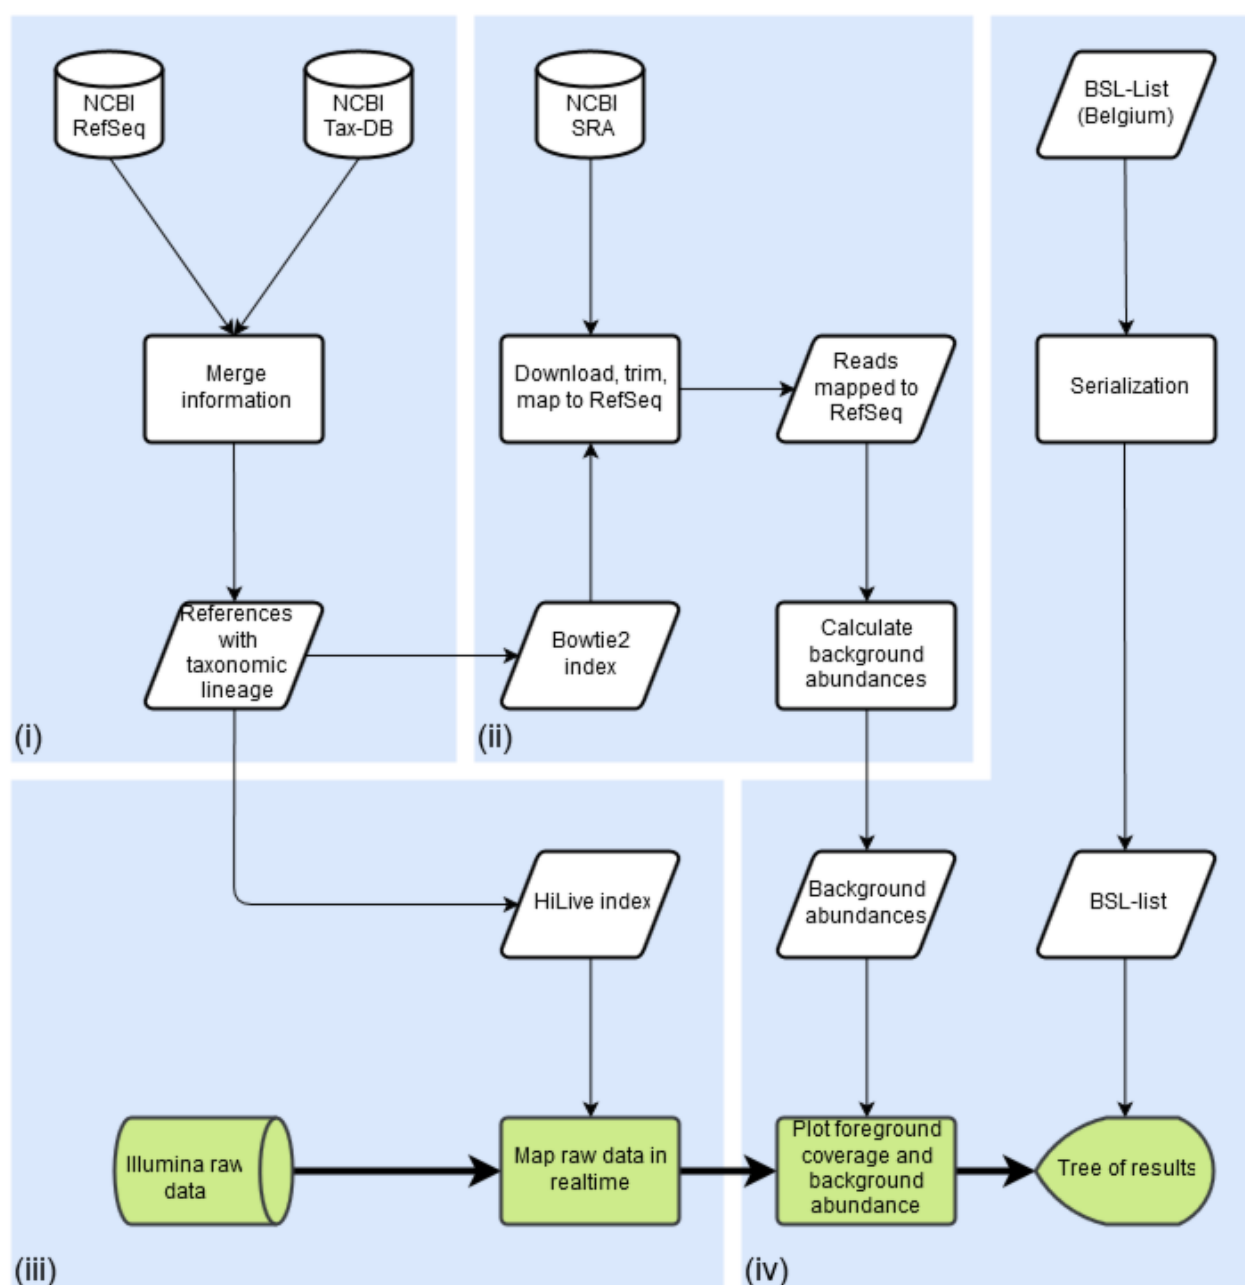 NCBI
RefSeq
NCBI
Tax-DB
Merge
information
References
with
taxonomic
lineage
(i)
NCBI
SRA
Download, trim,
map to RefSeq
Reads
mapped to
RefSeq
Bowtie2
index
Calculate
background
abundances
(ii)
BSL-List
(Belgium)
Serialization
HiLive index
Background
abundances
BSL-list
Illumina raw
data
Map raw data in
realtime
Plot foreground
coverage and
background
abundance
Tree of results
(iii)
(iv)